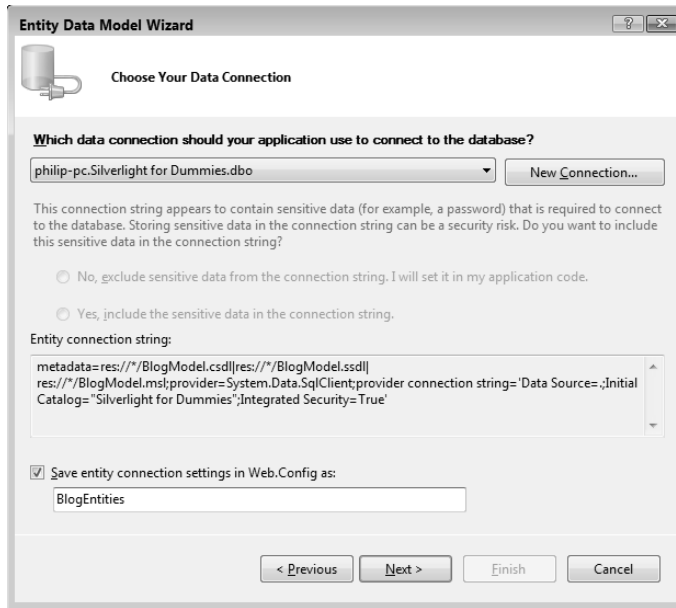 Entity Data Model Wizard
Choose Your Data Connection
Which data connection should your application use to connect to the database?
philip-pc.Silverlight for Dummies.dbo
New Connection...
This connection string appears to contain sensitive data (for example, a password) that is required to connect
to the database. Storing sensitive data in the connection string can be a security risk. Do you want to include
this sensitive data in the connection string?
No, exclude sensitive data from the connection string. I will set it in my application code.
Yes, include the sensitive data in the connection string.
Entity connection string:
metadata=res://*/BlogModel.csdl|res://*/BlogModel.ssdl|
res://*/BlogModel.msl;provider=System.Data.SqlClient;provider connection string='Data Source=.;Initial
Catalog="Silverlight for Dummies";Integrated Security=True'
Save entity connection settings in Web.Config as:
BlogEntities
< Previous
Next >
Finish
Cancel